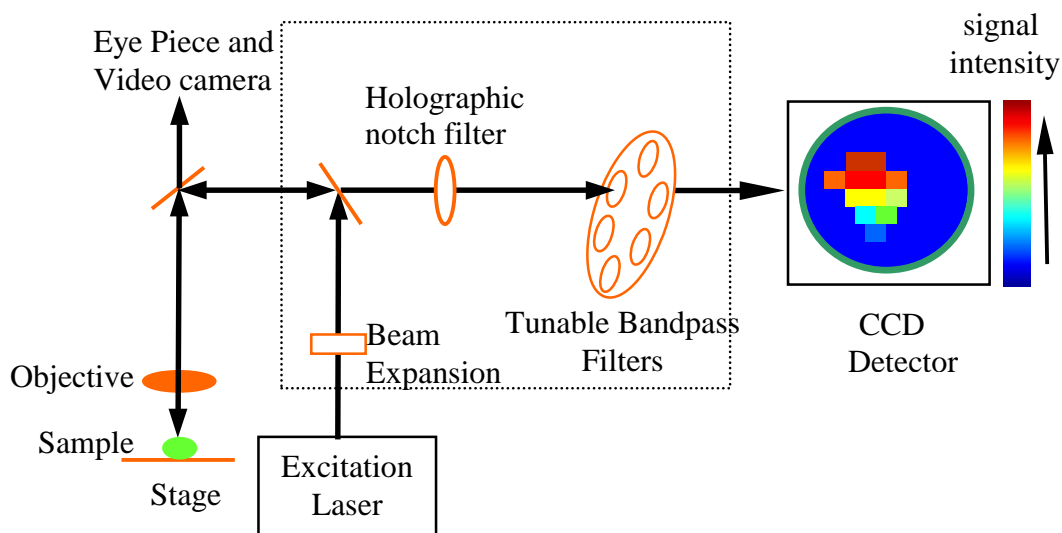 Eye Piece and
Video camera
Holographic
notch filter
signal
intensity
Tunable Bandpass
Filters
CCD
Detector
Beam
Expansion
Objective
Sample
Stage
Excitation
Laser